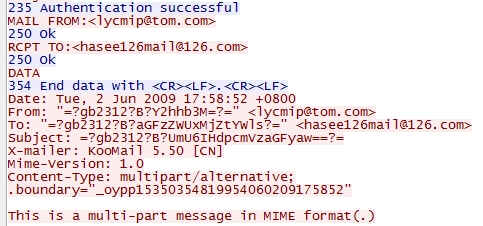 235 Authentication successful
MAIL FROM:<lycmip@tom.com>
250 Ok
RCPT TO:<hasee126mail@126.com>
250 Ok
DATA
354 End data with <CR><LF>.<CR><LF>
Date: Tue, 2 Jun 2009 17:58:52 +0800
From: "=?gb2312?B?Y2hhb3M=?=" <lycmip@tom.com>
To: "=?gb2312?B?aGFzZWUxMjZtYWls?=" <hasee126mail@126.com>
Subject: =?gb2312?B?UmU6IHdpcmVzaGFyaw==?=
X-mailer: KooMail 5.50 [CN]
Mime-Version: 1.0
Content-Type: multipart/alternative;
.boundary="_oypp15350354819954060209175852"
This is a multi-part message in MIME format(.)